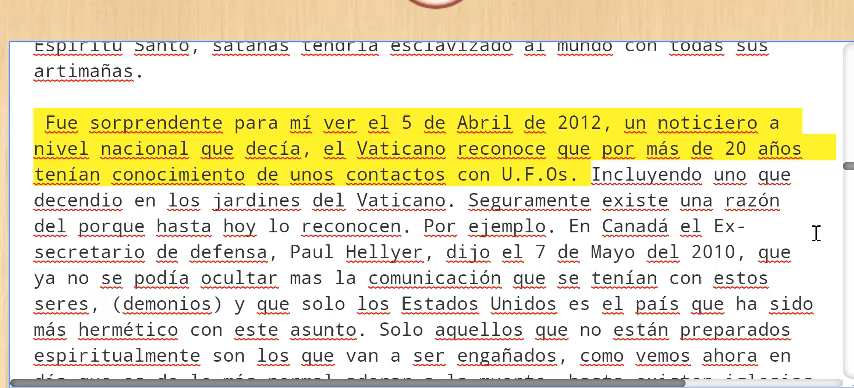 Espíritu Santo, satanás tendría esclavizado al mundo con todas sus
artimañas.
Fue sorprendente para mí ver el 5 de Abril de 2012, un noticiero a
nivel nacional que decía, el Vaticano reconoce que por más de 20 años
tenían conocimiento de unos contactos con U.F.Os. Incluyendo uno que
decendio en los jardines del Vaticano. Seguramente existe una razón
del porque hasta hoy lo reconocen. Por ejemplo. En Canadá el Ex-
secretario de defensa, Paul Hellyer, dijo el 7 de Mayo del 2010, que
ya no se podía ocultar mas la comunicación que se tenían con estos
seres, (demonios) y que solo los Estados Unidos es el país que ha sido
más hermético con este asunto. Solo aquellos que no están preparados
espiritualmente son los que van a ser engañados, como vemos ahora en